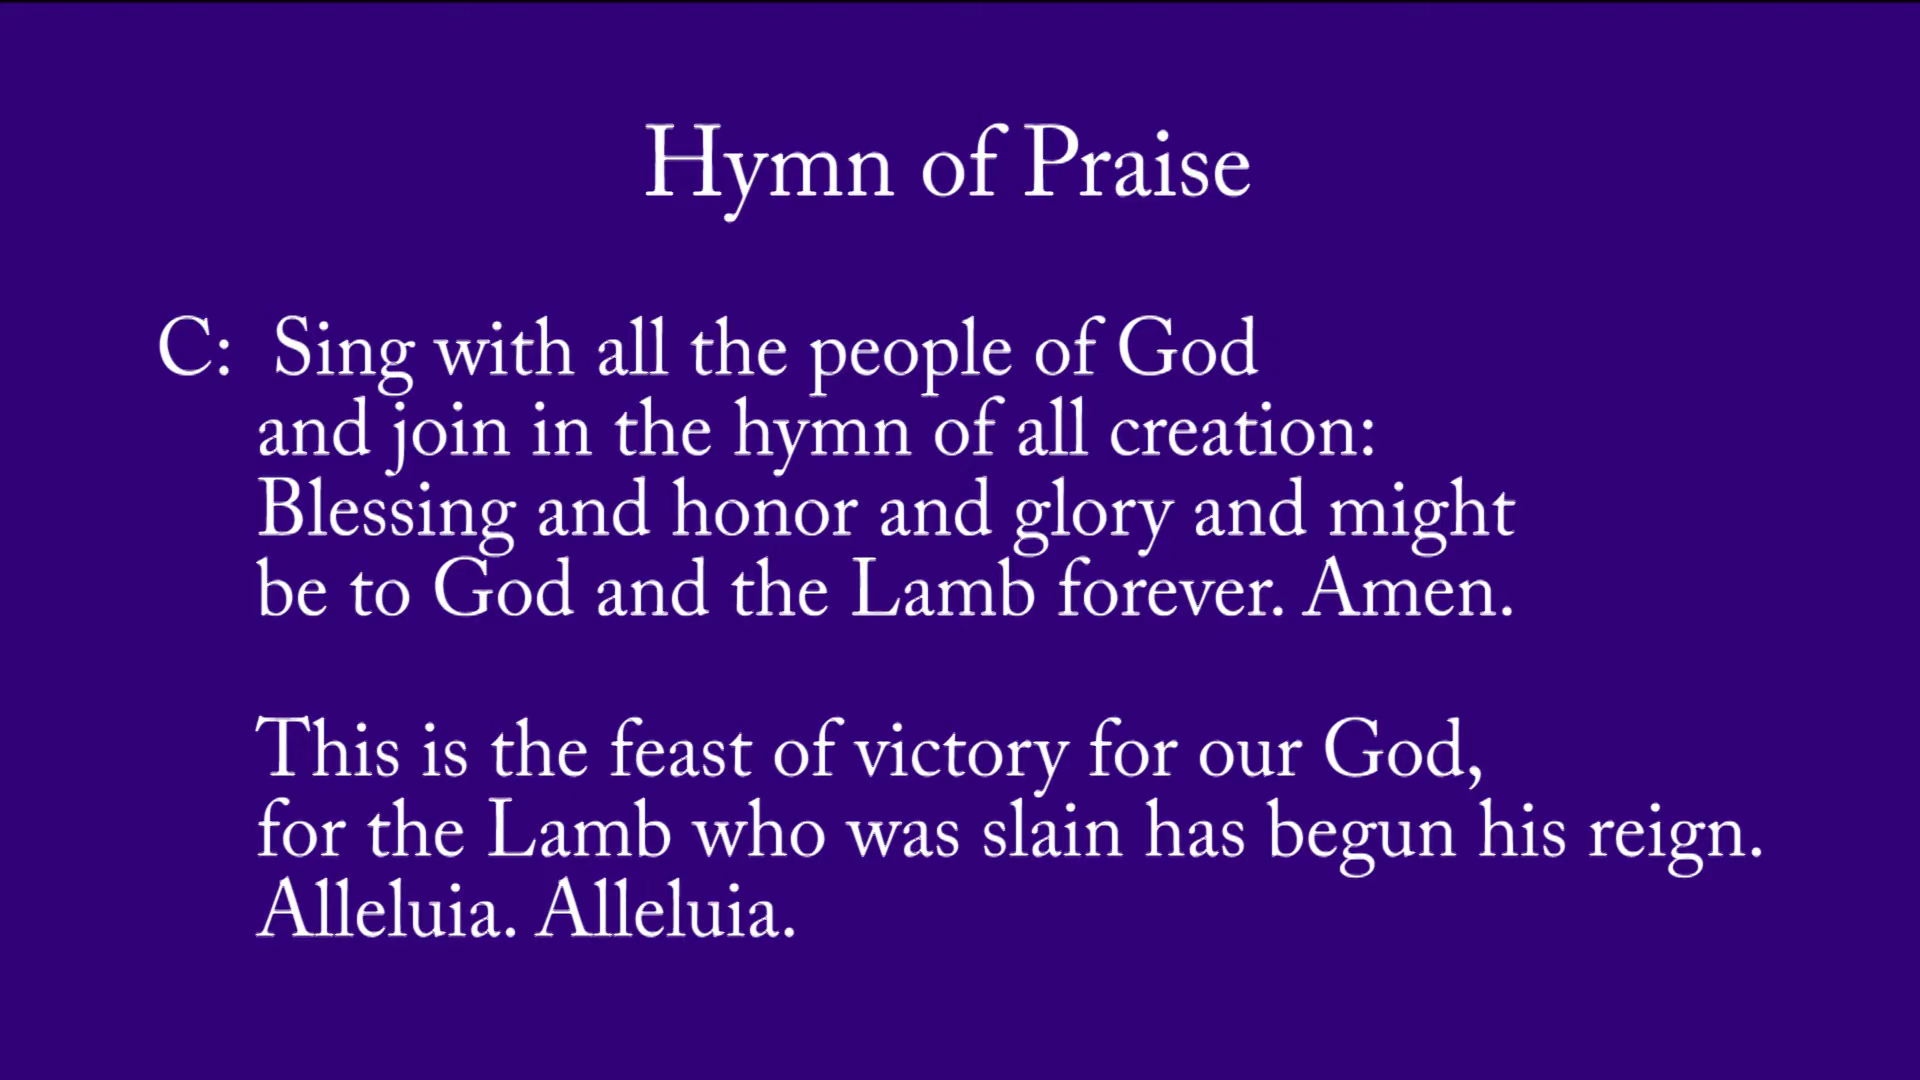 Hymn of Praise
C: Sing with all the people of God
and join in the hymn of all creation:
Blessing and honor and glory and might
be to God and the Lamb forever. Amen.
This is the feast of victory for our God,
for the Lamb who was slain has begun his reign.
Alleluia. Alleluia.